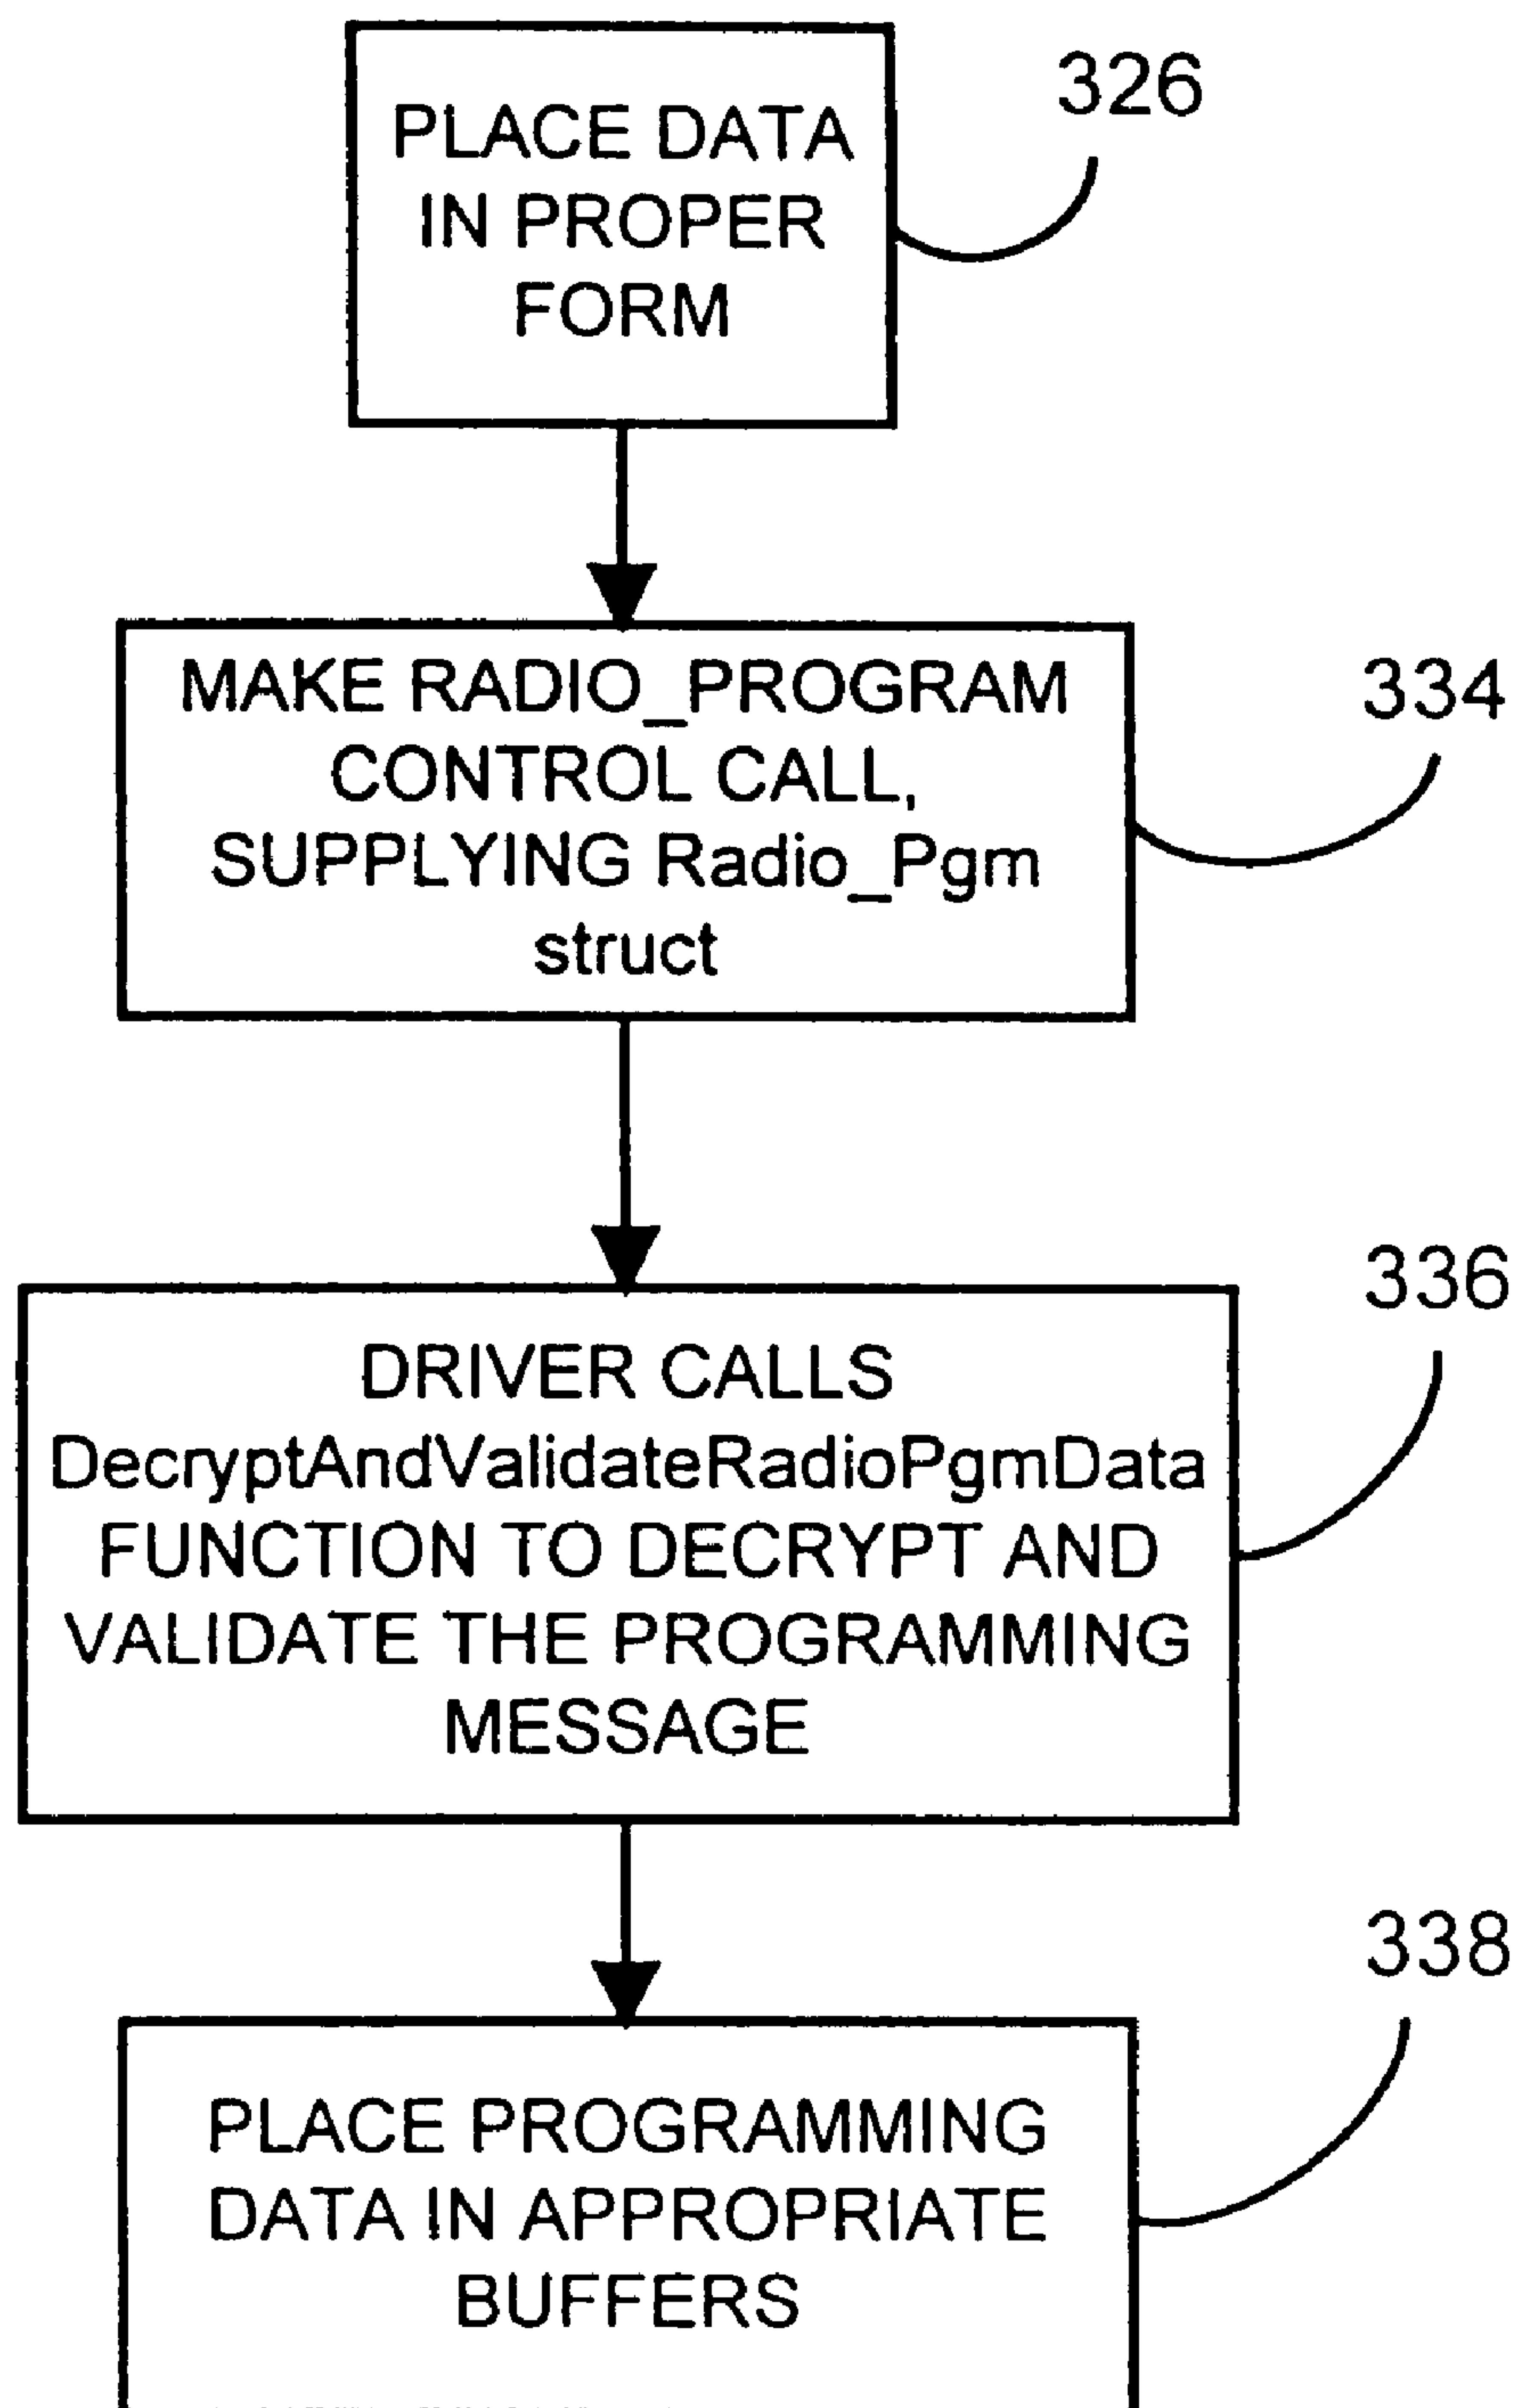 PLACE DATA
IN PROPER
FORM
326
MAKE RADIO_PROGRAM
CONTROL CALL,
SUPPLYING Radio_Pgm
struct
334
DRIVER CALLS
DecryptAndValidateRadioPgmData
FUNCTION TO DECRYPT AND
VALIDATE THE PROGRAMMING
MESSAGE
336
PLACE PROGRAMMING
DATA IN APPROPRIATE
BUFFERS
338